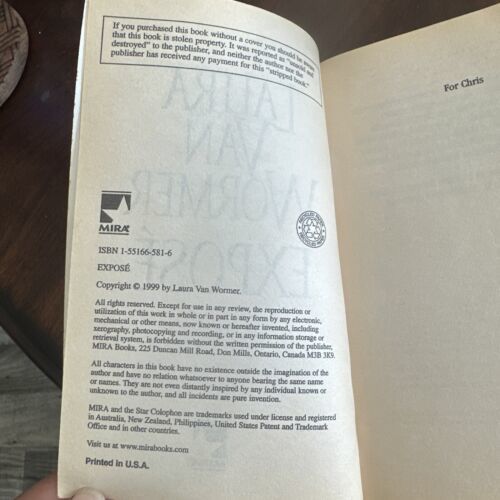 If you purchased this book without a cover you should be aware
that this book is stolen property. It was reported as "unsold and
destroyed" to the publisher, and neither the author nor the
publisher has received any payment for this "stripped book."
MIRA
ISBN 1-55166-581-6
EXPOSÉ
Copyright © 1999 by Laura Van Wormer.
All rights reserved. Except for use in any review, the reproduction or
utilization of this work in whole or in part in any form by any electronic,
mechanical or other means, now known or hereafter invented, including
xerography, photocopying and recording, or in any information storage or
retrieval system, is forbidden without the written permission of the publisher,
MIRA Books, 225 Duncan Mill Road, Don Mills, Ontario, Canada M3B 3K9.
All characters in this book have no existence outside the imagination of the
author and have no relation whatsoever to anyone bearing the same name
or names. They are not even distantly inspired by any individual known or
unknown to the author, and all incidents are pure invention.
MIRA and the Star Colophon are trademarks used under license and registered
in Australia, New Zealand, Philippines, United States Patent and Trademark
Office and in other countries.
Visit us at www.mirabooks.com
Printed in U.S.A.
For Chris
LAURA
VAN
WORMER
EXPOSÉ